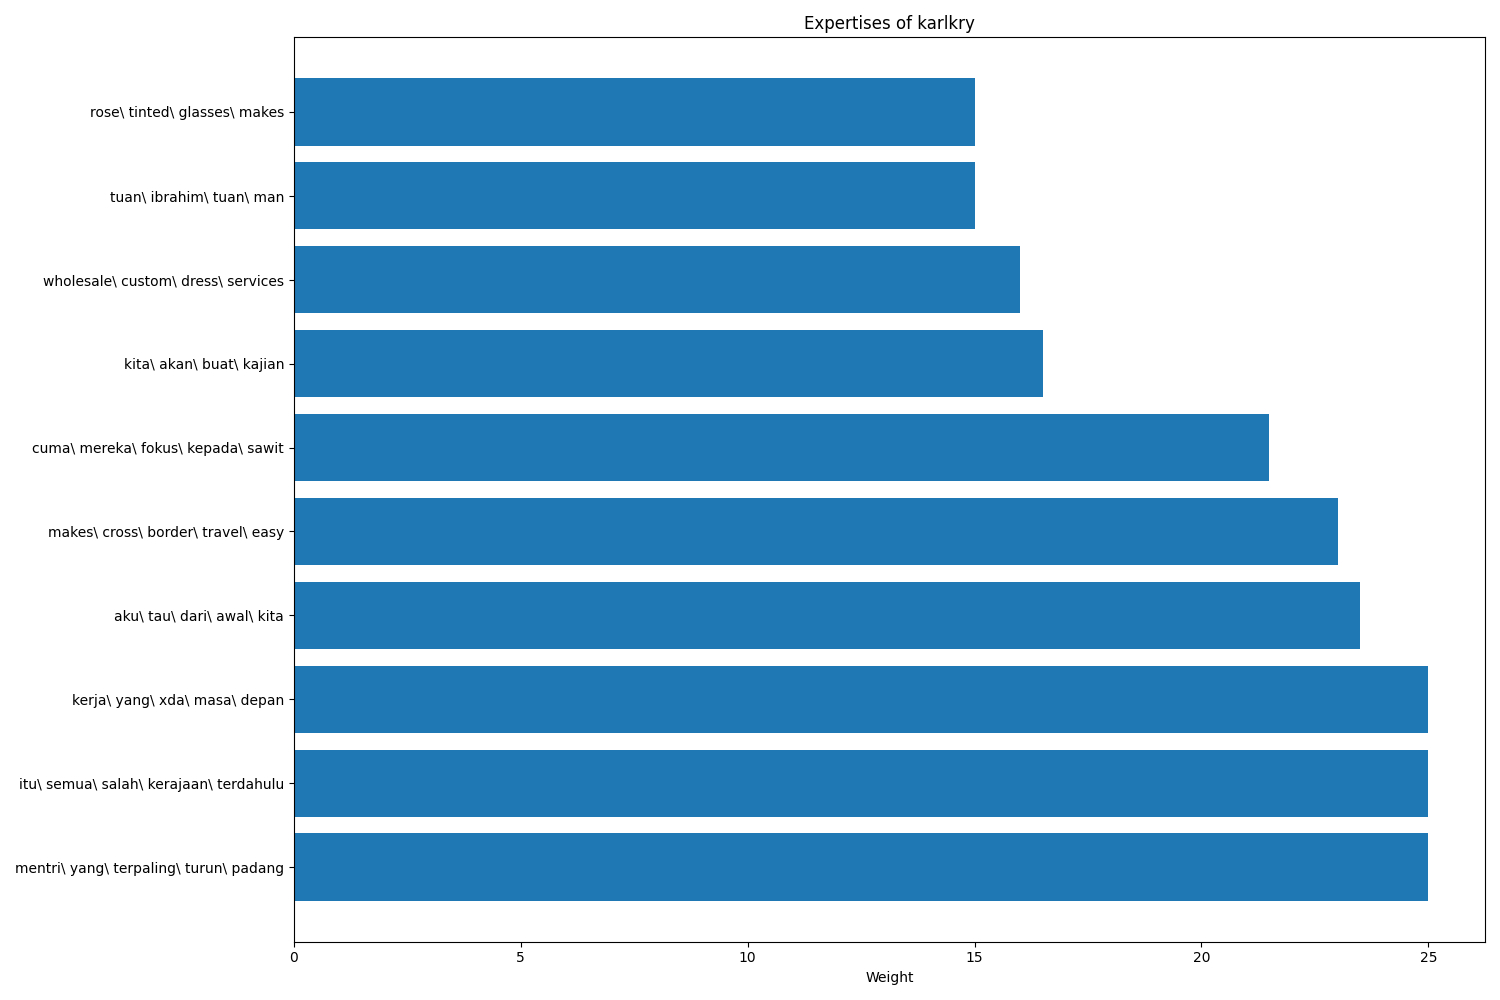 Expertises of karlkry
rose\ tinted\ glasses\ makes
tuan\ ibrahim\ tuan\ man
wholesale\ custom\ dress\ services
kita\ akan\ buat\ kajian
cuma\ mereka\ fokus\ kepada\ sawit
makes\ cross\ border\ travel\ easy
aku\ tau\ dari\ awal\ kita
kerja\ yang\ xda\ masa\ depan
itu\ semua\ salah\ kerajaan\ terdahulu
mentri\ yang\ terpaling\ turun\ padang
0 5 10 15 20 25
Weight